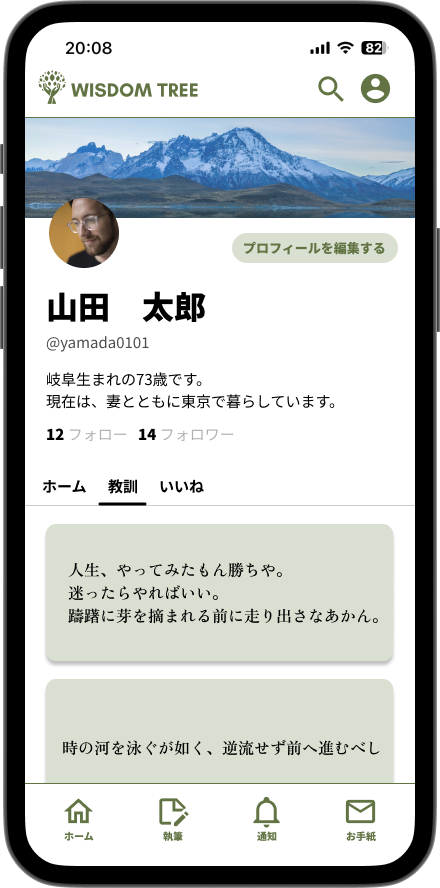 20:08
82
WISDOM TREE
プロフィールを編集する
山田　太郎
@yamada0101
岐阜生まれの73歳です。
現在は、妻とともに東京で暮らしています。
12 フォロー 14 フォロワー
ホーム 教訓 いいね
人生、やってみたもん勝ちや。
迷ったらやればいい。
躊躇に芽を摘まれる前に走り出さなあかん。
時の河を泳ぐが如く、逆流せず前へ進むべし
ホーム 執筆 通知 お手紙